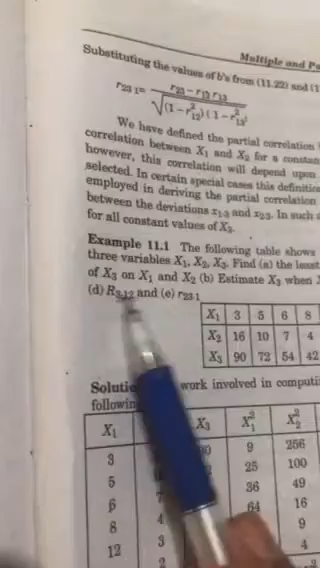 Multiple and Pa
Substituting the values of b's from (11.22) and (1
r23.1= r23 – r12 r13 / √(1 – r²12) (1 – r²13)
We have defined the partial correlation
correlation between X1 and X2 for a constan
however, this correlation will depend upon
selected. In certain special cases this definition
employed in deriving the partial correlation
between the deviations x1.3 and x2.3. In such
for all constant values of X3.
Example 11.1 The following table shows
three variables X1, X2, X3. Find (a) the least
of X3 on X1 and X2 (b) Estimate X3 when
(d) R3.12 and (e) r23.1
X1 3 5 6 8
X2 16 10 7 4
X3 90 72 54 42
work involved in computi
X1 X3 X1² X2²
3 9 256
5 25 100
6 7 36 49
8 4 64 16
12 3 9
2 4